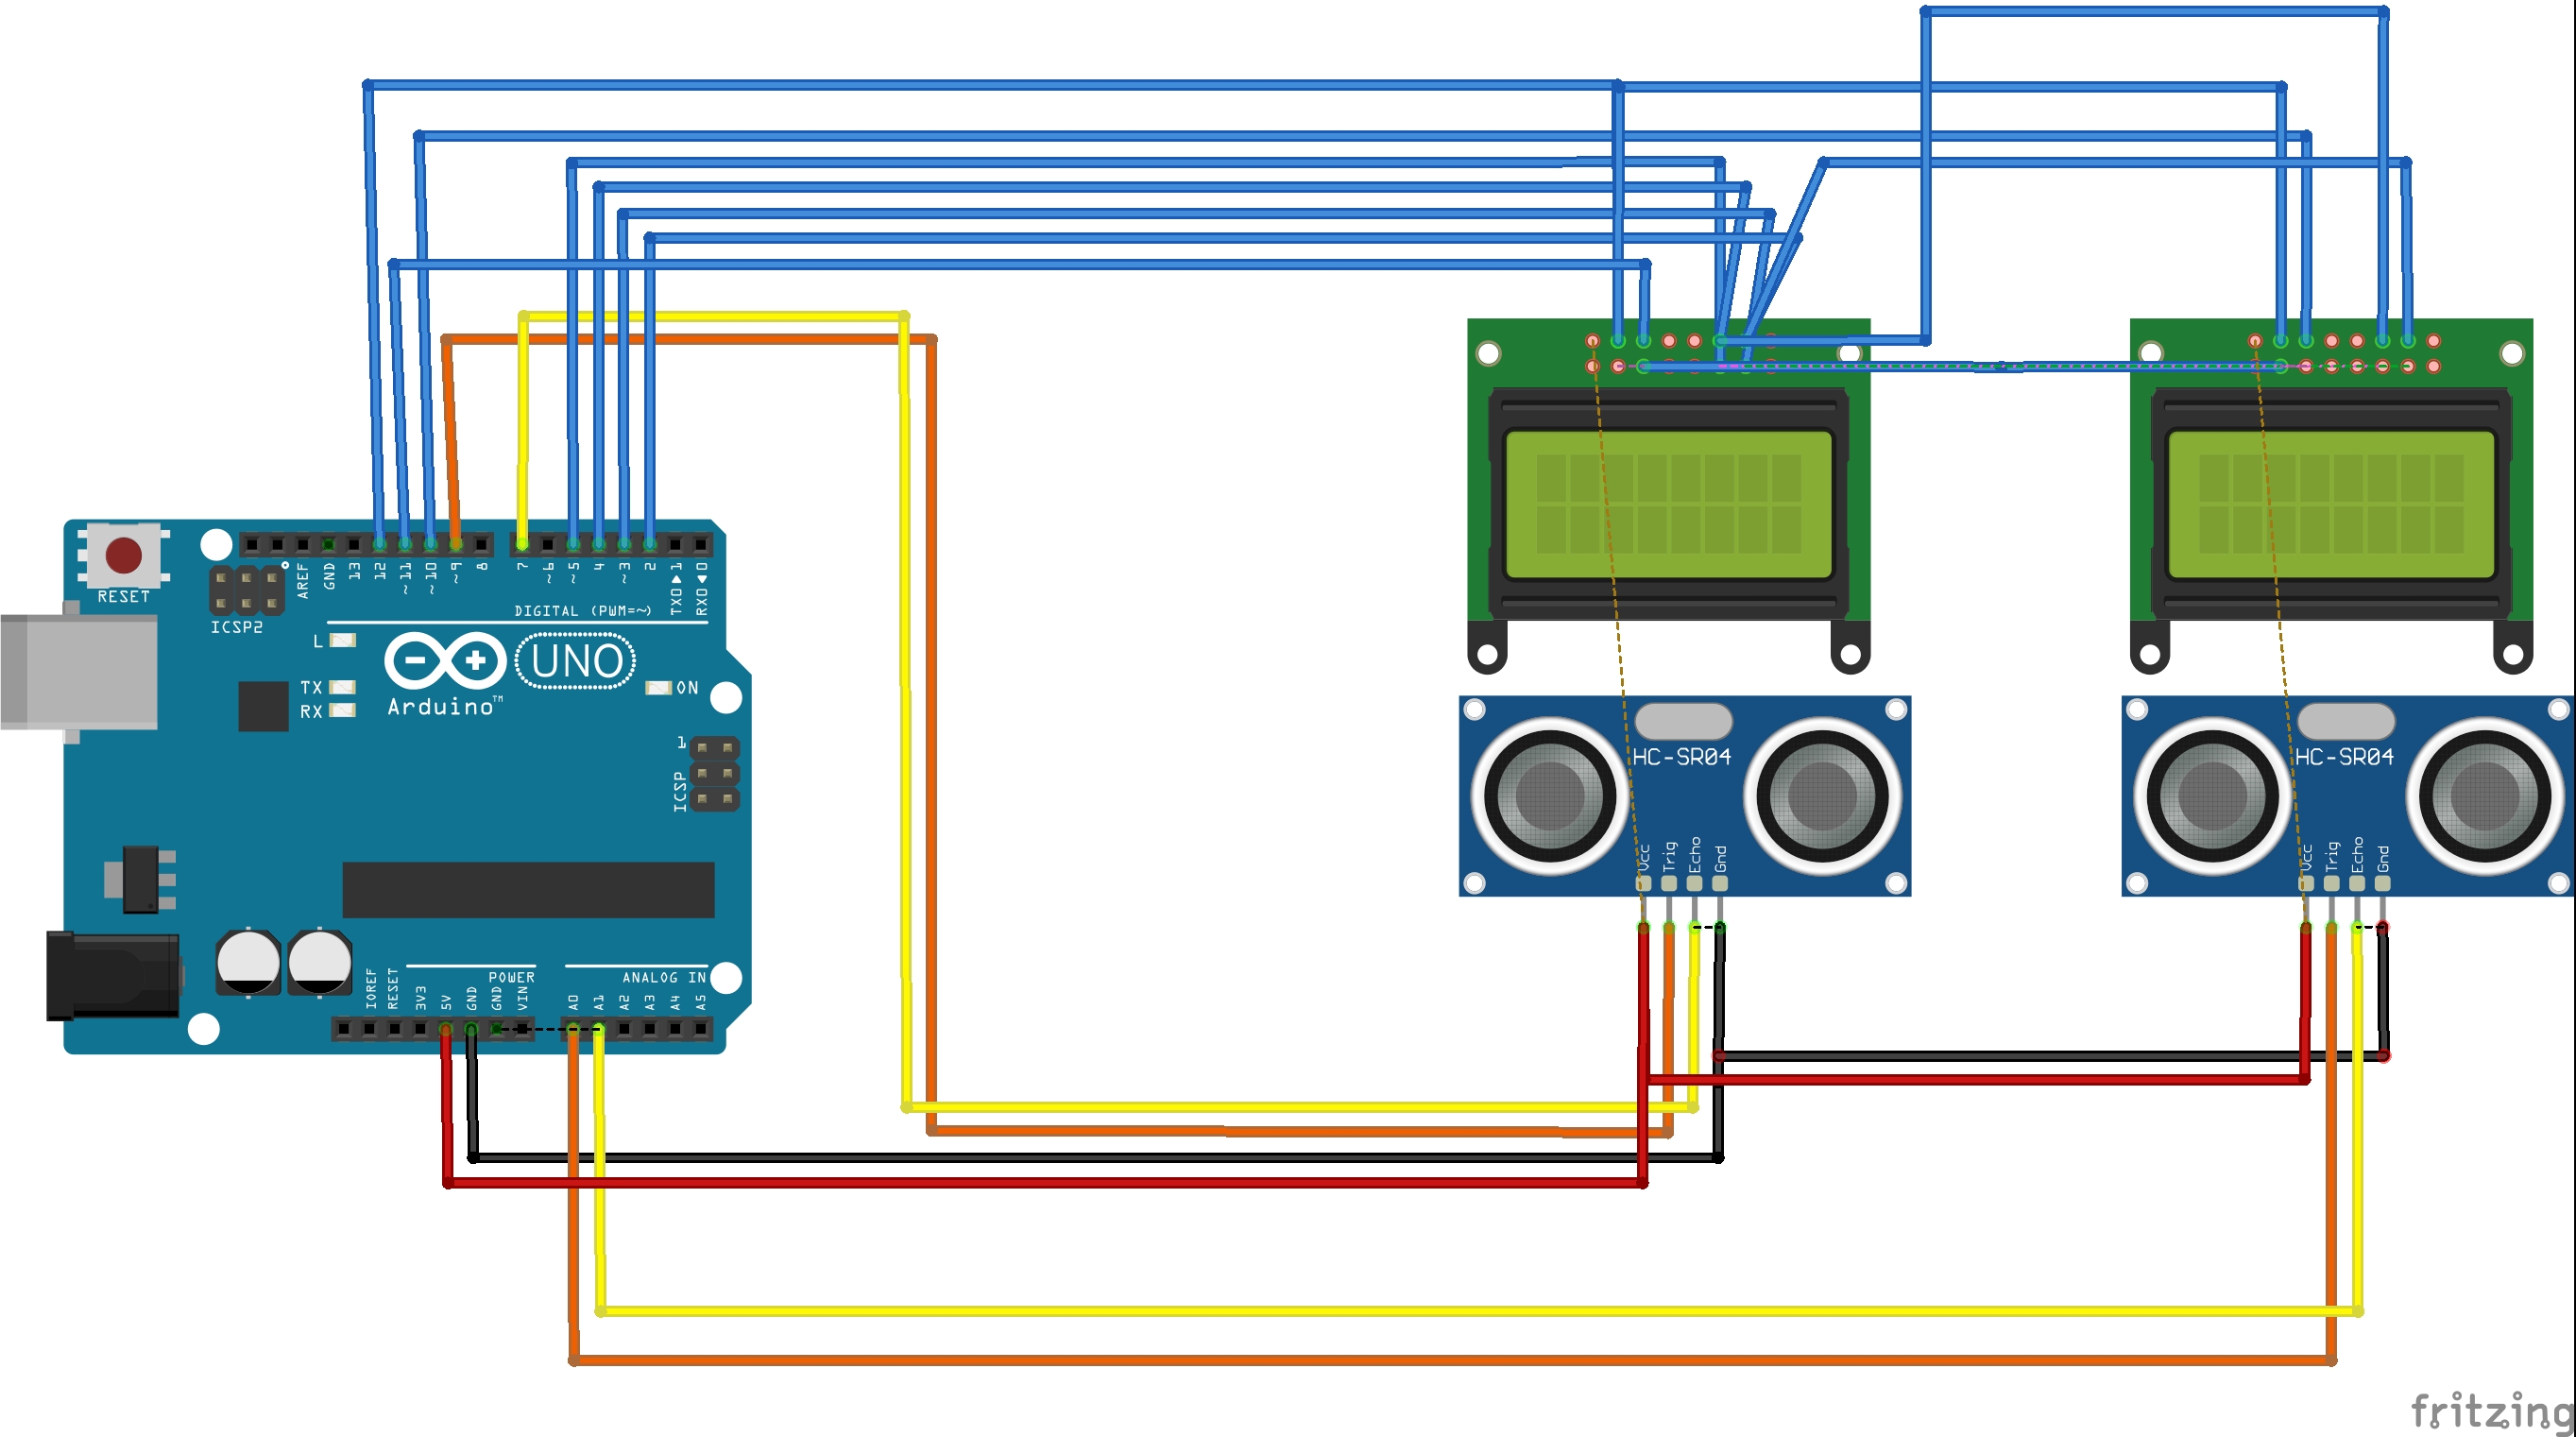 RESET
ICSP2
AREF
GND
13
12
~11
~10
~9
8
7
~6
~5
4
~3
2
TX0▶1
RX0◀0
DIGITAL (PWM=~)
L
TX
RX
UNO
Arduino™
ON
1
ICSP
POWER
ANALOG IN
IOREF
RESET
3V3
5V
GND
GND
VIN
A0
A1
A2
A3
A4
A5
HC-SR04
Vcc
Trig
Echo
Gnd
HC-SR04
Vcc
Trig
Echo
Gnd
fritzing